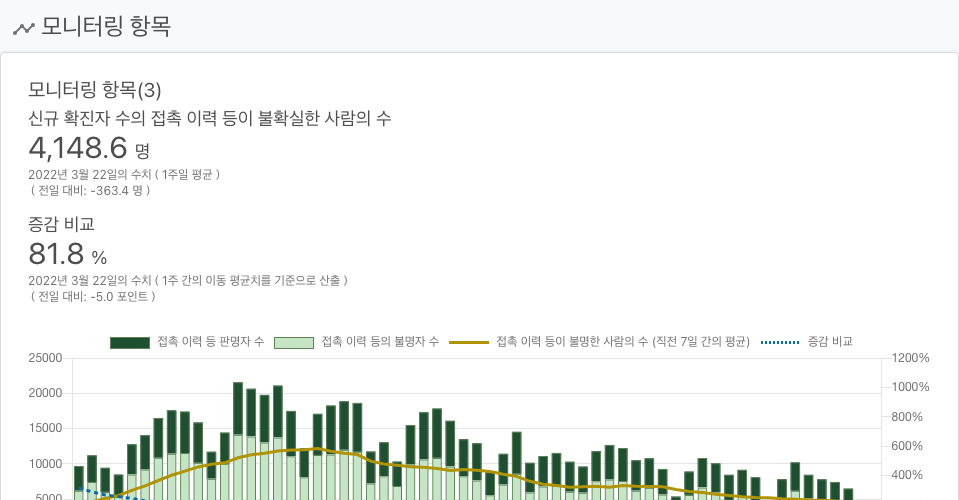 모니터링 항목
모니터링 항목(3)
신규 확진자 수의 접촉 이력 등이 불확실한 사람의 수
4,148.6 명
2022년 3월 22일의 수치 ( 1주일 평균 )
( 전일 대비: -363.4 명 )
증감 비교
81.8 %
2022년 3월 22일의 수치 ( 1주 간의 이동 평균치를 기준으로 산출 )
( 전일 대비: -5.0 포인트 )
접촉 이력 등 판명자 수 접촉 이력 등의 불명자 수 접촉 이력 등이 불명한 사람의 수 (직전 7일 간의 평균) 증감 비교
25000 1200%
1000%
20000
800%
15000
600%
10000
400%
5000